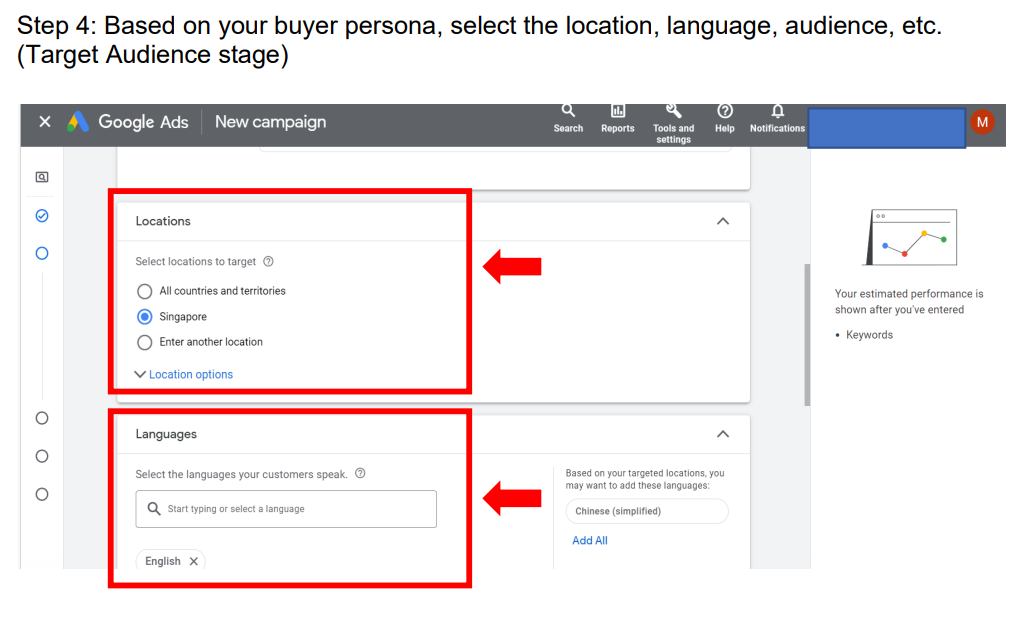 Step 4: Based on your buyer persona, select the location, language, audience, etc.
(Target Audience stage)
Google Ads
New campaign
Search
Reports
Tools and
settings
Help
Notifications
M
Locations
Select locations to target
All countries and territories
Singapore
Enter another location
Location options
Your estimated performance is
shown after you've entered
• Keywords
Languages
Select the languages your customers speak.
Start typing or select a language
English
Based on your targeted locations, you
may want to add these languages:
Chinese (simplified)
Add All